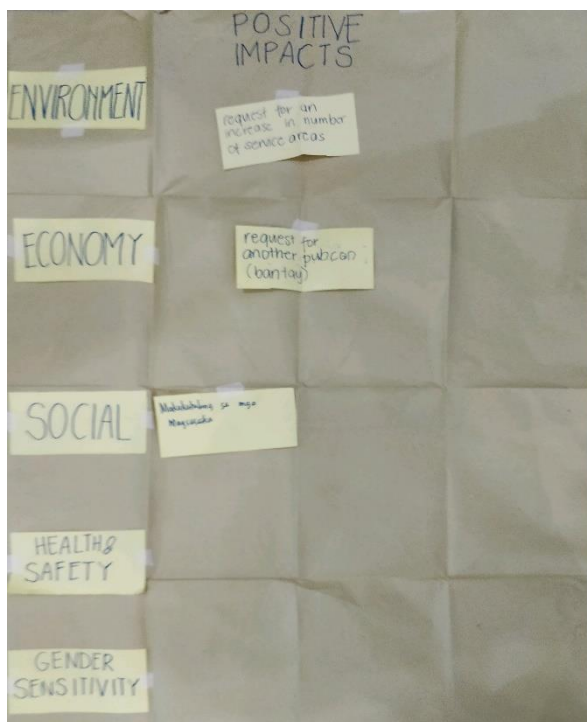 POSITIVE
IMPACTS
ENVIRONMENT
request for an
increase in number
of service areas
ECONOMY
request for
another pubcon
(bantay)
SOCIAL
Makakatulong sa mga
Magsasaka
HEALTH &
SAFETY
GENDER
SENSITIVITY